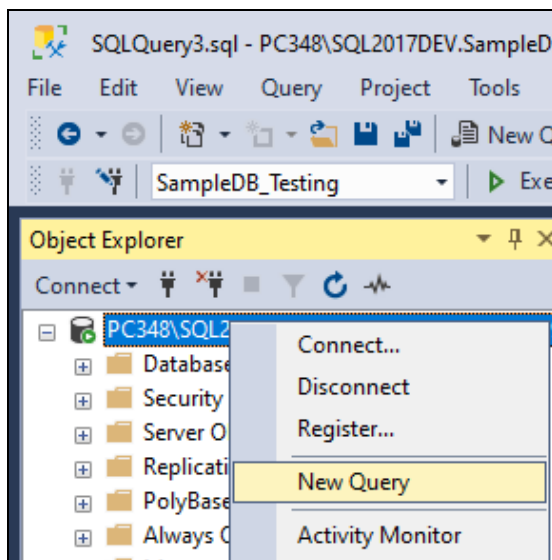 SQLQuery3.sql - PC348\SQL2017DEV.SampleD
File Edit View Query Project Tools
New Q
SampleDB_Testing Exe
Object Explorer
Connect
PC348\SQL2
Connect...
Database
Disconnect
Security
Register...
Server O
Replicati
New Query
PolyBase
Always O
Activity Monitor